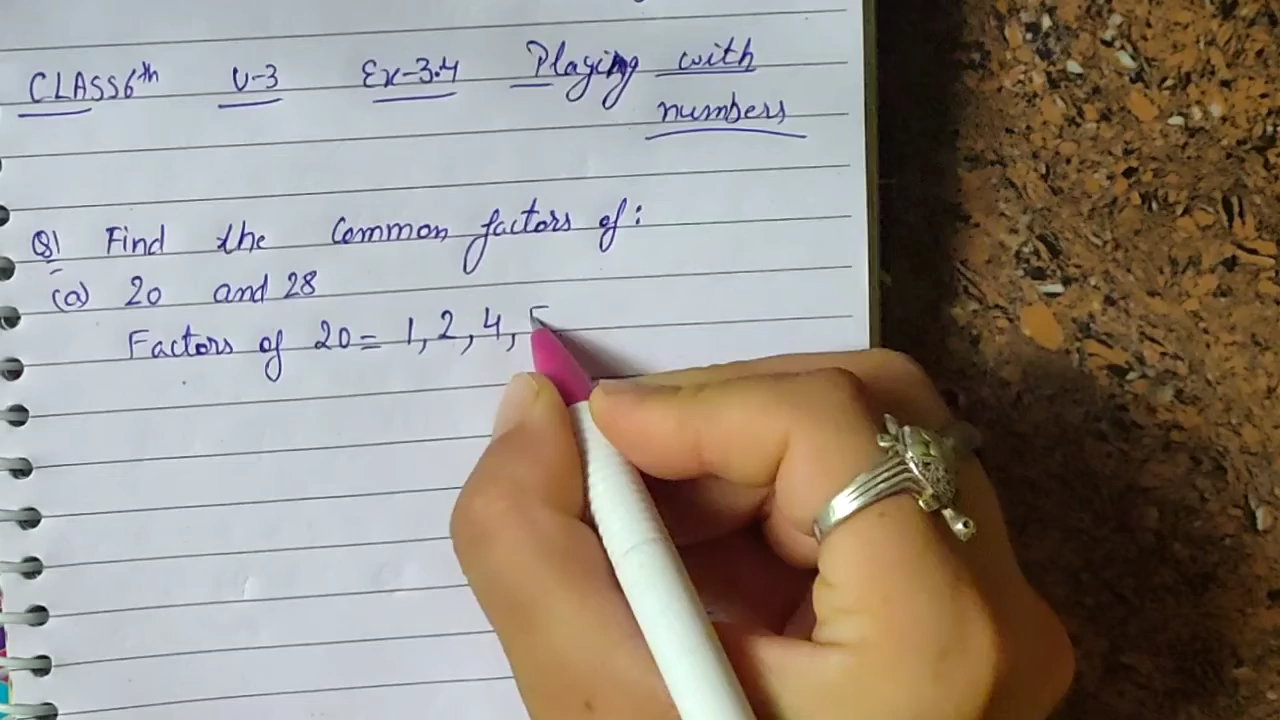 CLASS 6th U-3 Ex-3.4 Playing with
numbers
Q1 Find the Common factors of:
(a) 20 and 28
Factors of 20 = 1, 2, 4, 5